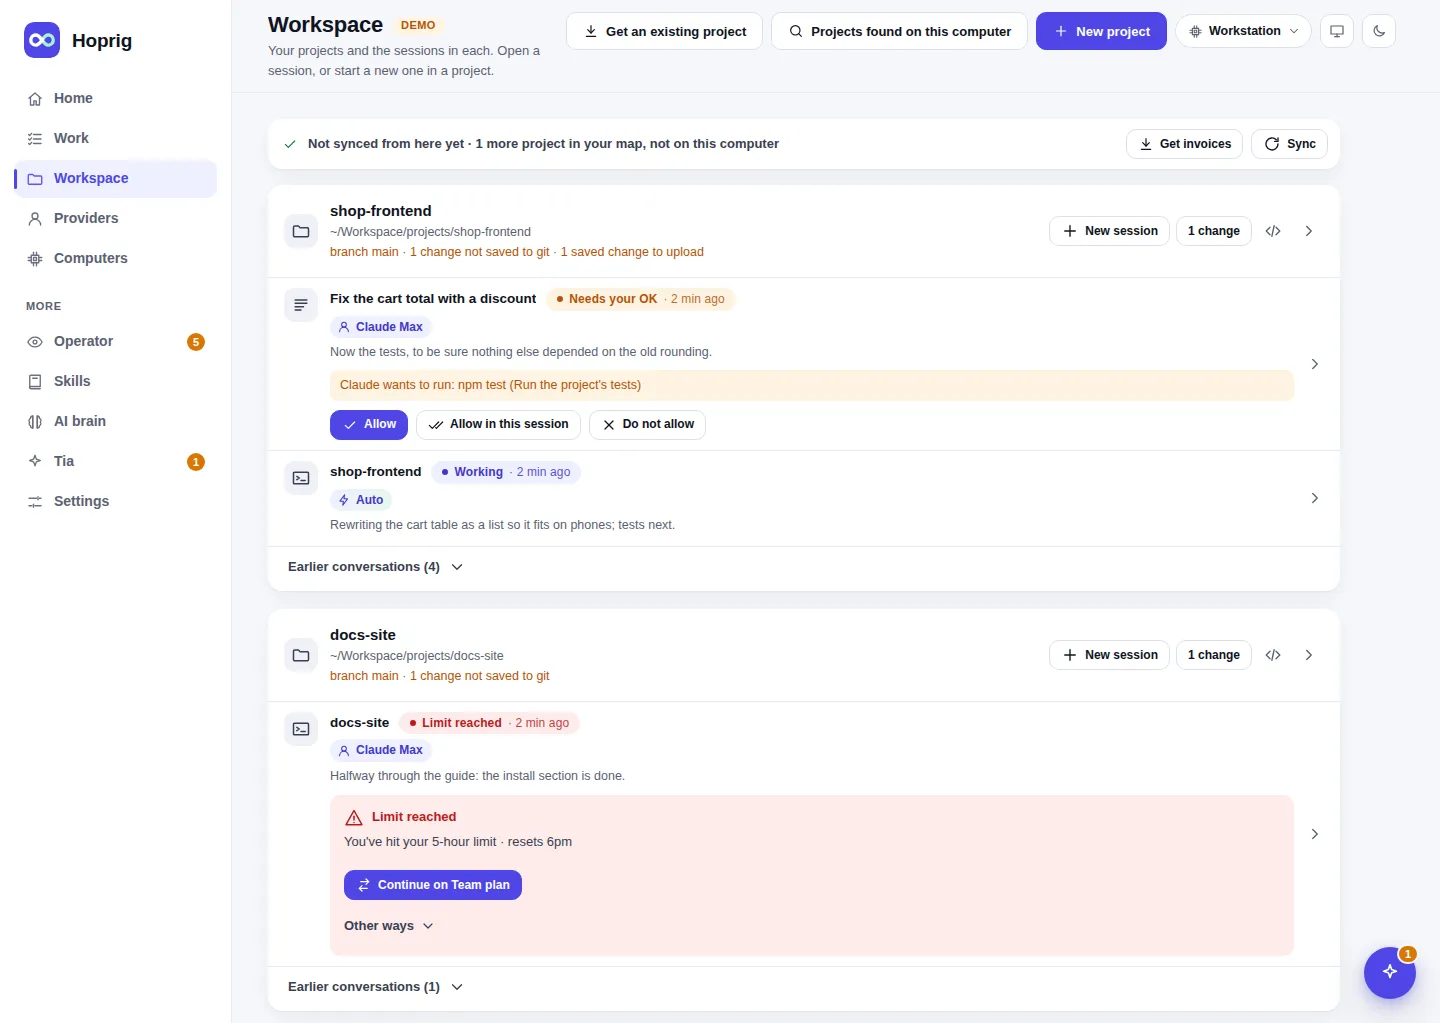 Hoprig
Home
Work
Workspace
Providers
Computers
MORE
Operator 5
Skills
AI brain
Tia 1
Settings
Workspace DEMO
Your projects and the sessions in each. Open a
session, or start a new one in a project.
Get an existing project
Projects found on this computer
New project
Workstation
Not synced from here yet · 1 more project in your map, not on this computer
Get invoices
Sync
shop-frontend
~/Workspace/projects/shop-frontend
branch main · 1 change not saved to git · 1 saved change to upload
New session
1 change
Fix the cart total with a discount
Needs your OK · 2 min ago
Claude Max
Now the tests, to be sure nothing else depended on the old rounding.
Claude wants to run: npm test (Run the project's tests)
Allow
Allow in this session
Do not allow
shop-frontend
Working · 2 min ago
Auto
Rewriting the cart table as a list so it fits on phones; tests next.
Earlier conversations (4)
docs-site
~/Workspace/projects/docs-site
branch main · 1 change not saved to git
New session
1 change
docs-site
Limit reached · 2 min ago
Claude Max
Halfway through the guide: the install section is done.
Limit reached
You've hit your 5-hour limit · resets 6pm
Continue on Team plan
Other ways
Earlier conversations (1)
1